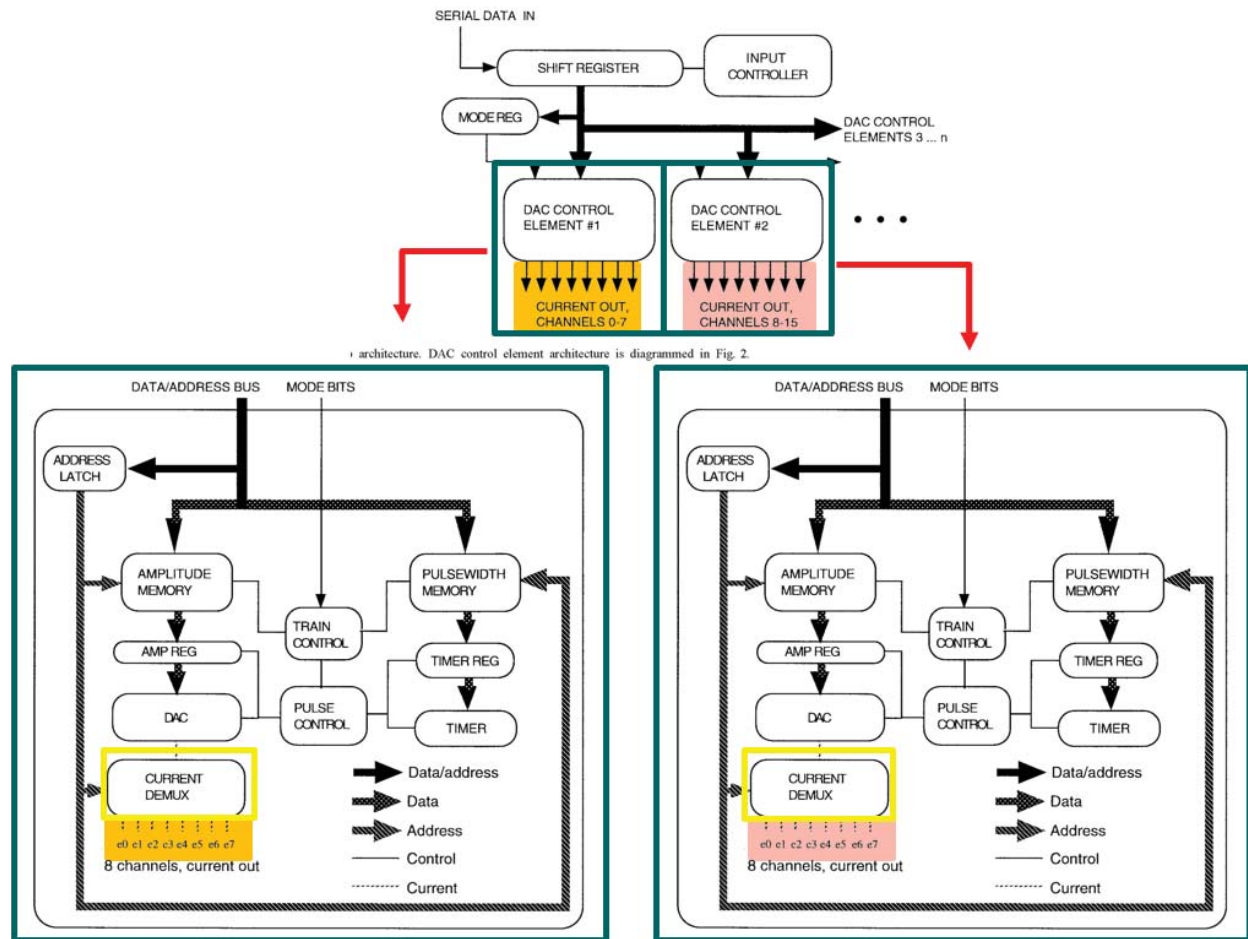 SERIAL DATA IN
SHIFT REGISTER
INPUT
CONTROLLER
MODE REG
DAC CONTROL
ELEMENTS 3 ... n
DAC CONTROL
ELEMENT #1
DAC CONTROL
ELEMENT #2
• • •
CURRENT OUT,
CHANNELS 0-7
CURRENT OUT,
CHANNELS 8-15
architecture. DAC control element architecture is diagrammed in Fig. 2.
DATA/ADDRESS BUS
MODE BITS
ADDRESS
LATCH
AMPLITUDE
MEMORY
PULSEWIDTH
MEMORY
TRAIN
CONTROL
AMP REG
TIMER REG
DAC
PULSE
CONTROL
TIMER
CURRENT
DEMUX
e0 e1 e2 e3 e4 e5 e6 e7
8 channels, current out
Data/address
Data
Address
Control
Current
DATA/ADDRESS BUS
MODE BITS
ADDRESS
LATCH
AMPLITUDE
MEMORY
PULSEWIDTH
MEMORY
TRAIN
CONTROL
AMP REG
TIMER REG
DAC
PULSE
CONTROL
TIMER
CURRENT
DEMUX
e0 e1 e2 e3 e4 e5 e6 e7
8 channels, current out
Data/address
Data
Address
Control
Current